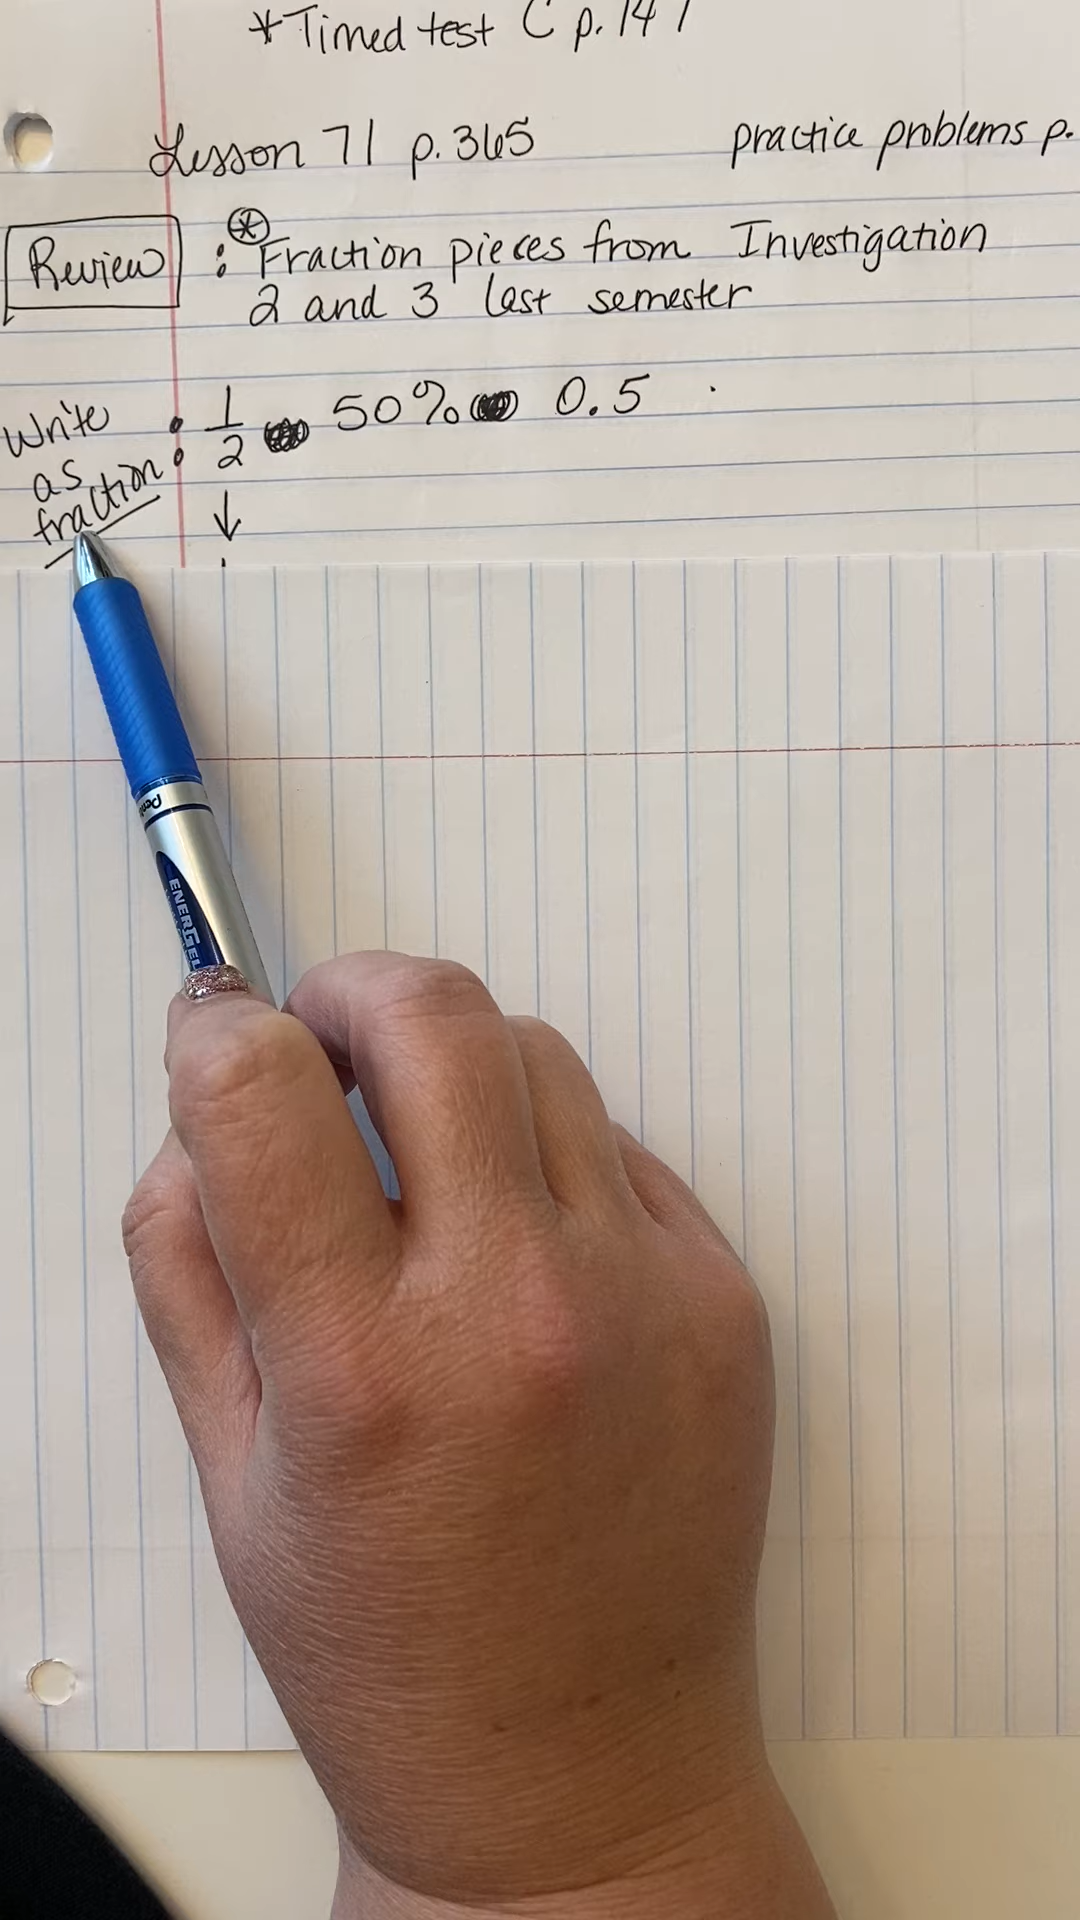 *Timed test C p. 147
Lesson 71 p. 365 practice problems p.
Review : * Fraction pieces from Investigation
2 and 3 last semester
Write as fraction : 1/2 50% 0.5
ENERGEL